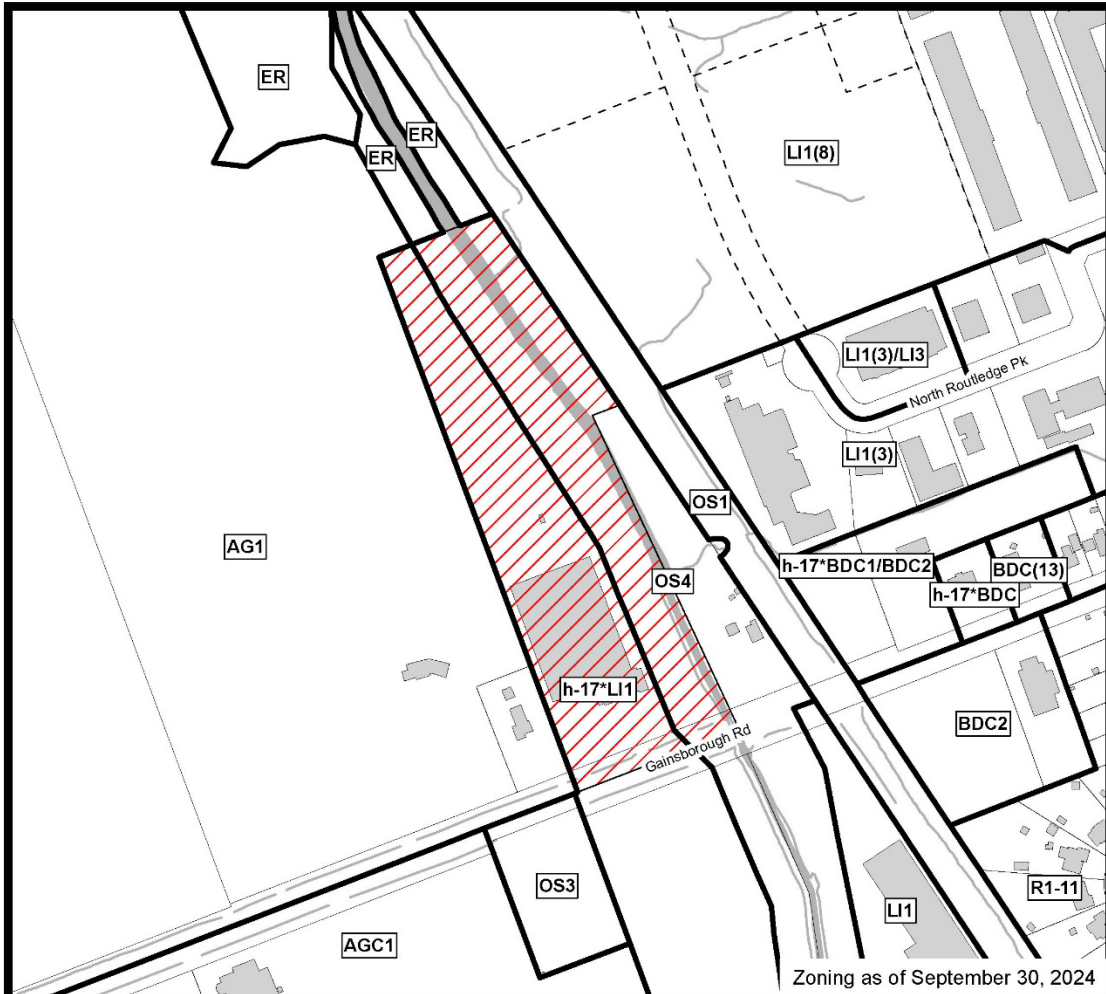 ER
ER
ER
LI1(8)
LI1(3)/LI3
North Routledge Pk
LI1(3)
OS1
AG1
h-17*BDC1/BDC2
BDC(13)
OS4
h-17*BDC
h-17*LI1
BDC2
Gainsborough Rd
OS3
R1-11
LI1
AGC1
Zoning as of September 30, 2024